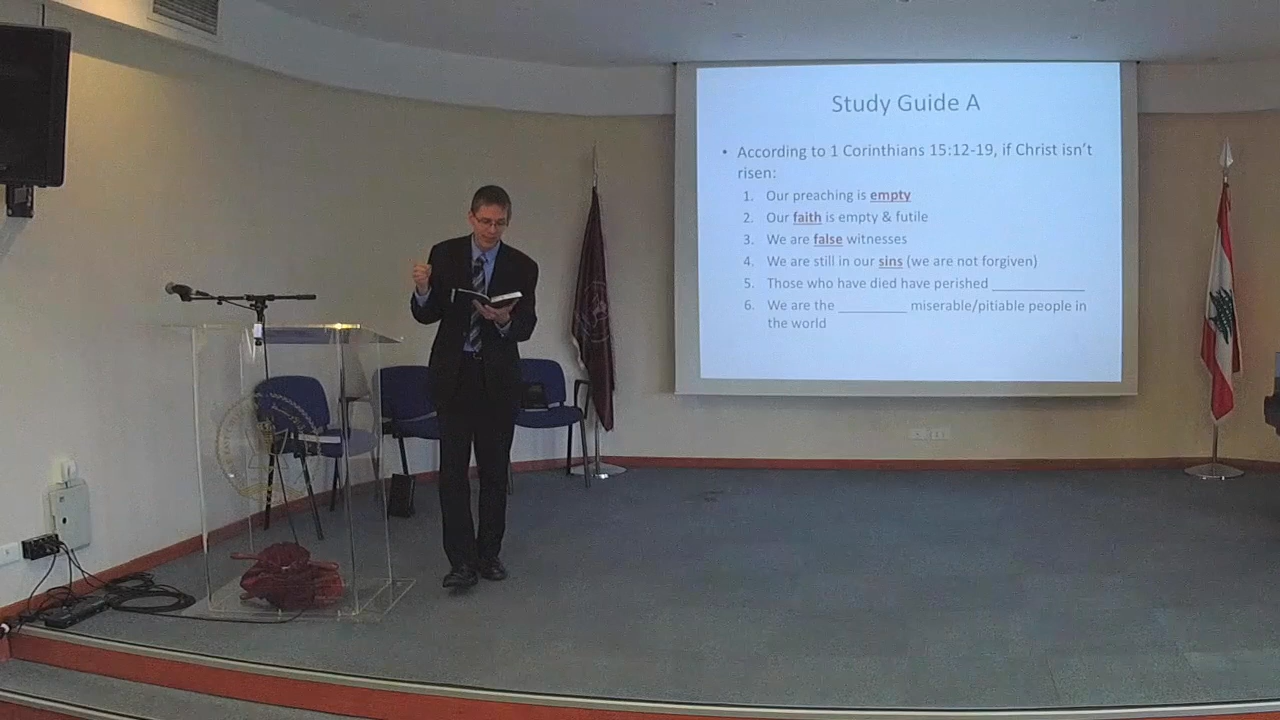 Study Guide A
• According to 1 Corinthians 15:12-19, if Christ isn’t
risen:
1. Our preaching is empty
2. Our faith is empty & futile
3. We are false witnesses
4. We are still in our sins (we are not forgiven)
5. Those who have died have perished ____________
6. We are the _________ miserable/pitiable people in
the world